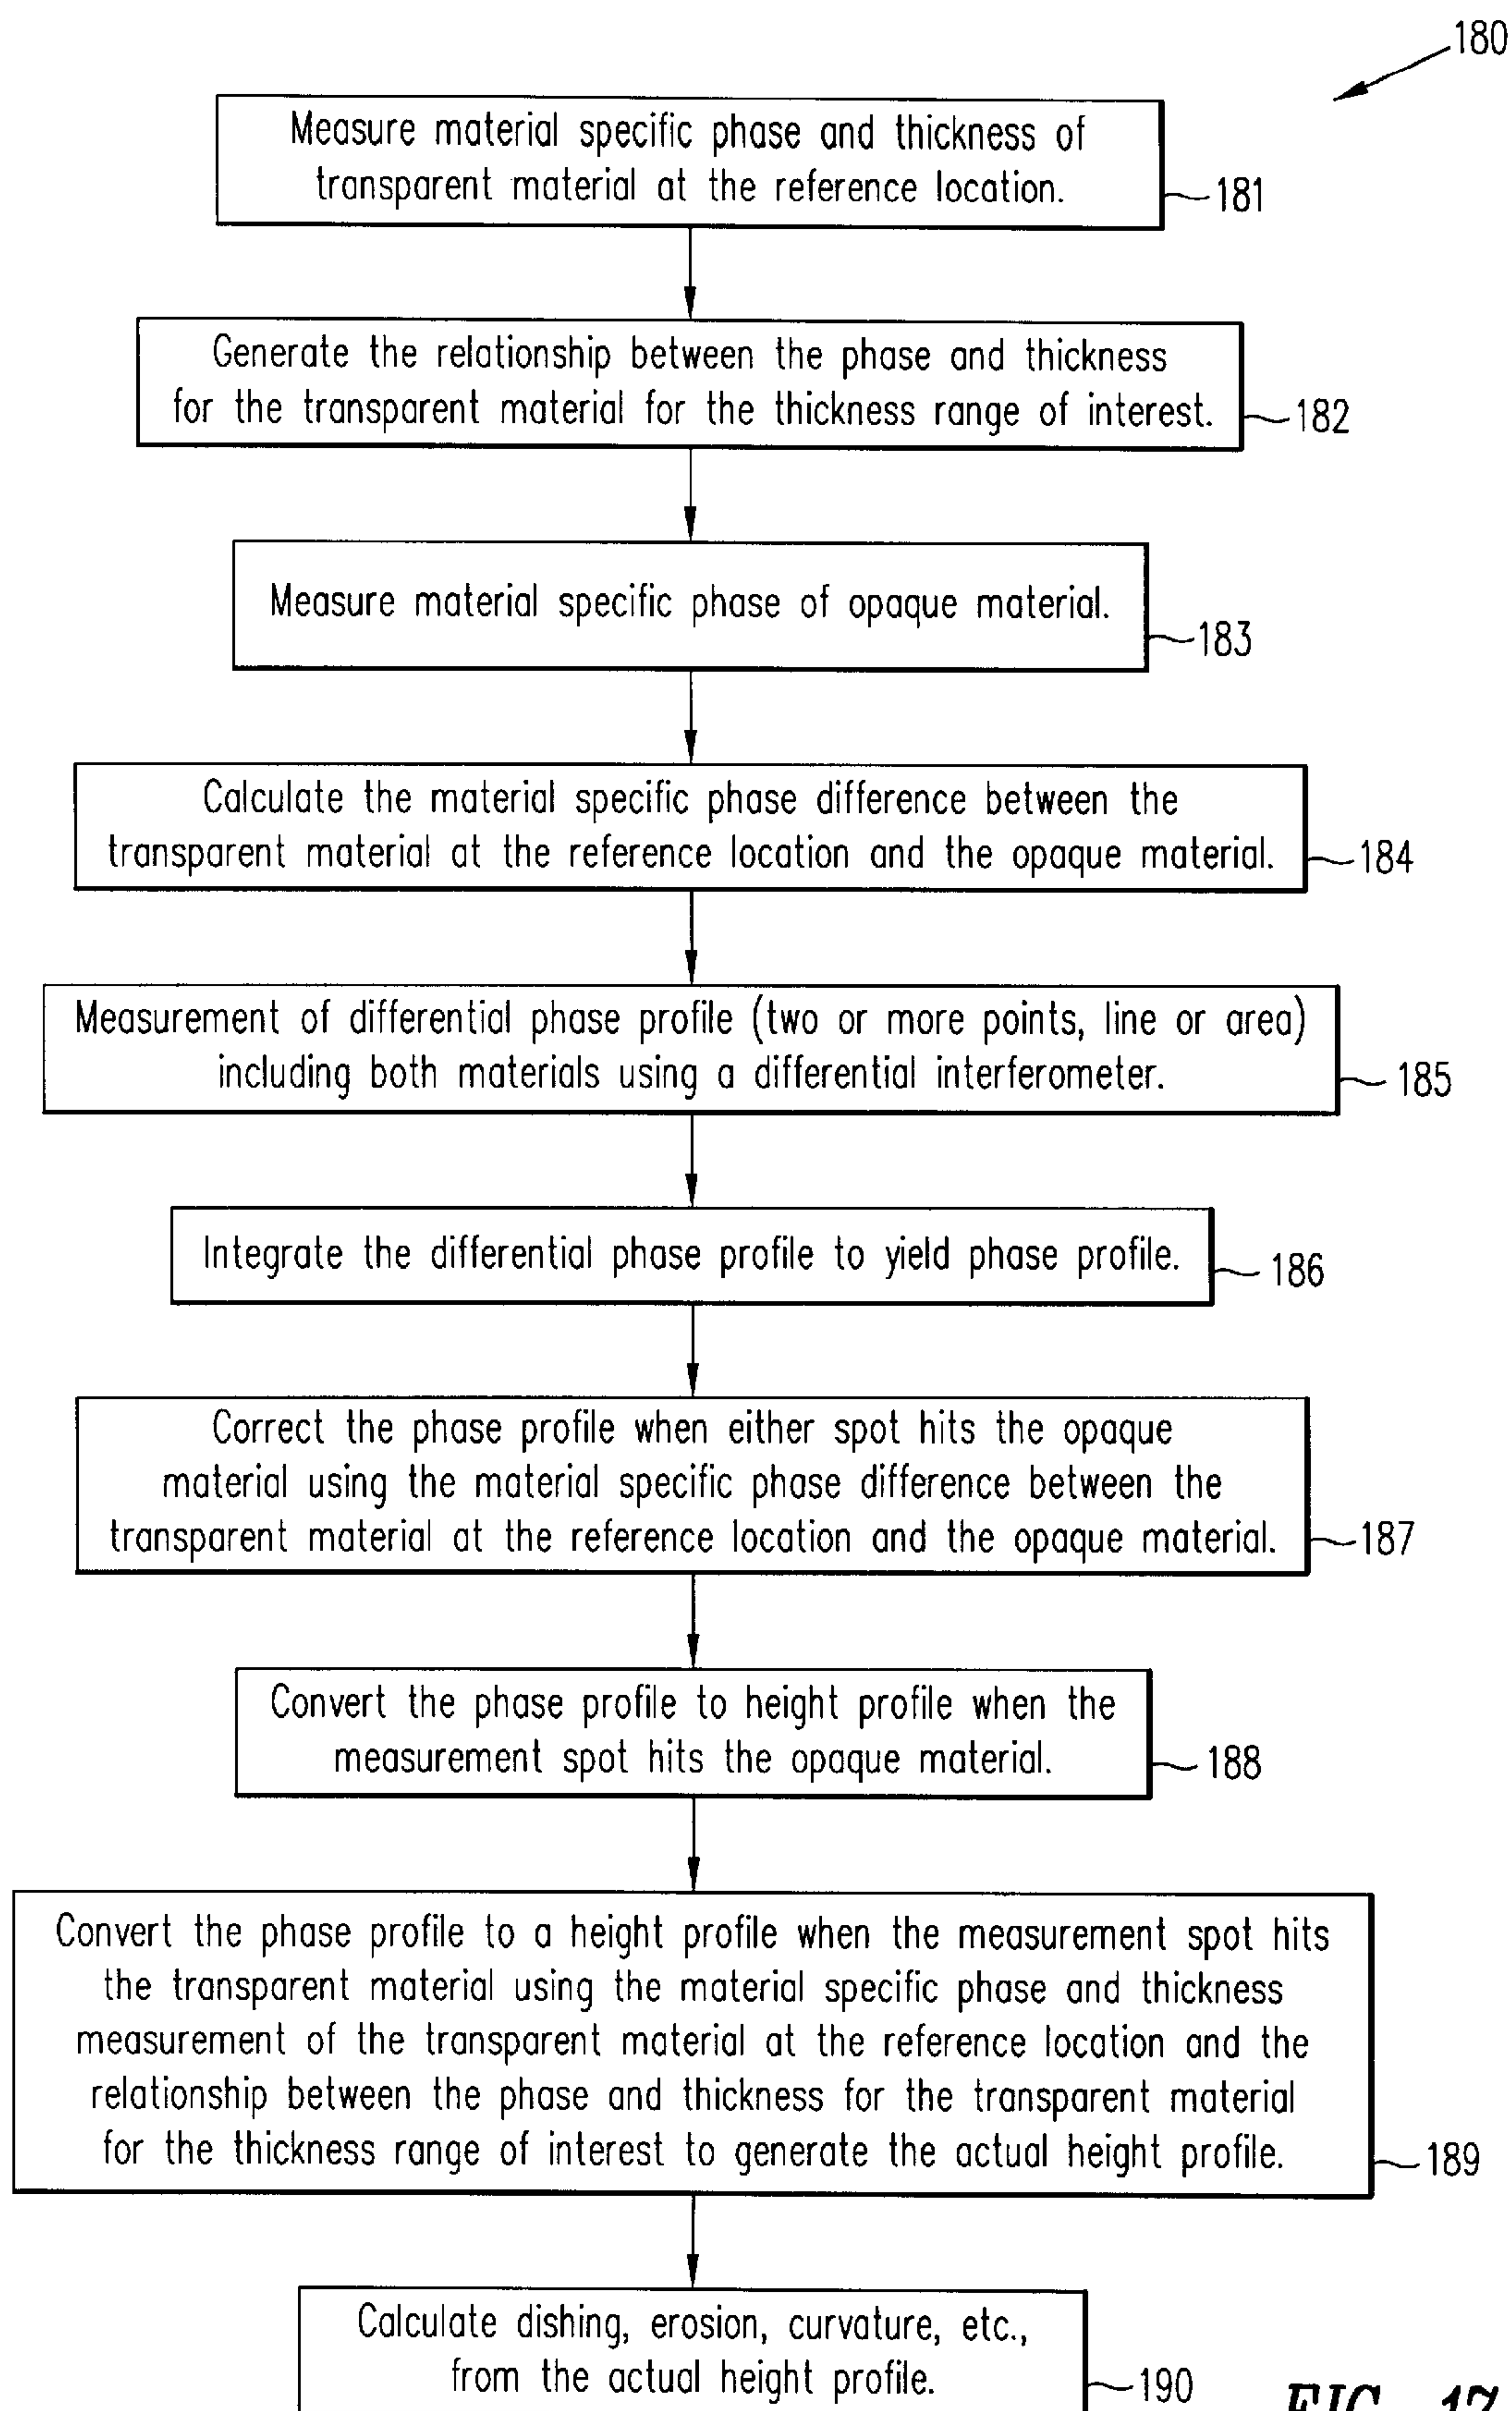 180
Measure material specific phase and thickness of
transparent material at the reference location.
181
Generate the relationship between the phase and thickness
for the transparent material for the thickness range of interest.
182
Measure material specific phase of opaque material.
183
Calculate the material specific phase difference between the
transparent material at the reference location and the opaque material.
184
Measurement of differential phase profile (two or more points, line or area)
including both materials using a differential interferometer.
185
Integrate the differential phase profile to yield phase profile.
186
Correct the phase profile when either spot hits the opaque
material using the material specific phase difference between the
transparent material at the reference location and the opaque material.
187
Convert the phase profile to height profile when the
measurement spot hits the opaque material.
188
Convert the phase profile to a height profile when the measurement spot hits
the transparent material using the material specific phase and thickness
measurement of the transparent material at the reference location and the
relationship between the phase and thickness for the transparent material
for the thickness range of interest to generate the actual height profile.
189
Calculate dishing, erosion, curvature, etc.,
from the actual height profile.
190
FIG. 17